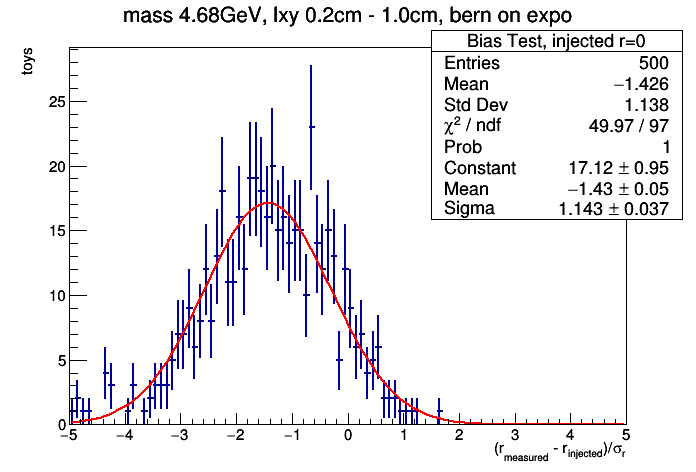 mass 4.68GeV, lxy 0.2cm - 1.0cm, bern on expo
Bias Test, injected r=0
Entries 500
Mean −1.426
Std Dev 1.138
χ² / ndf 49.97 / 97
Prob 1
Constant 17.12 ± 0.95
Mean −1.43 ± 0.05
Sigma 1.143 ± 0.037
toys
25
20
15
10
5
0
−5 −4 −3 −2 −1 0 1 2 3 4 5
(r_measured - r_injected)/σ_r